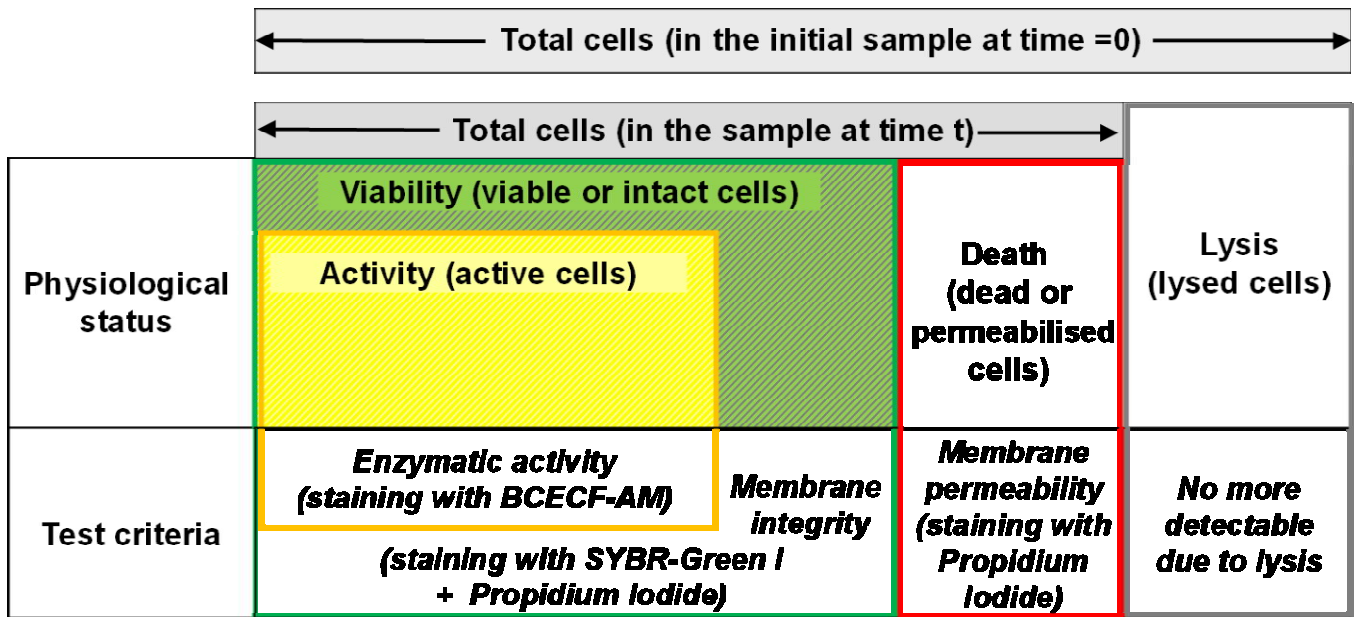 Total cells (in the initial sample at time =0)
Total cells (in the sample at time t)
Physiological
status
Viability (viable or intact cells)
Activity (active cells)
Death
(dead or
permeabilised
cells)
Lysis
(lysed cells)
Test criteria
Enzymatic activity
(staining with BCECF-AM)
Membrane
integrity
(staining with SYBR-Green I
+ Propidium Iodide)
Membrane
permeability
(staining with
Propidium
Iodide)
No more
detectable
due to lysis